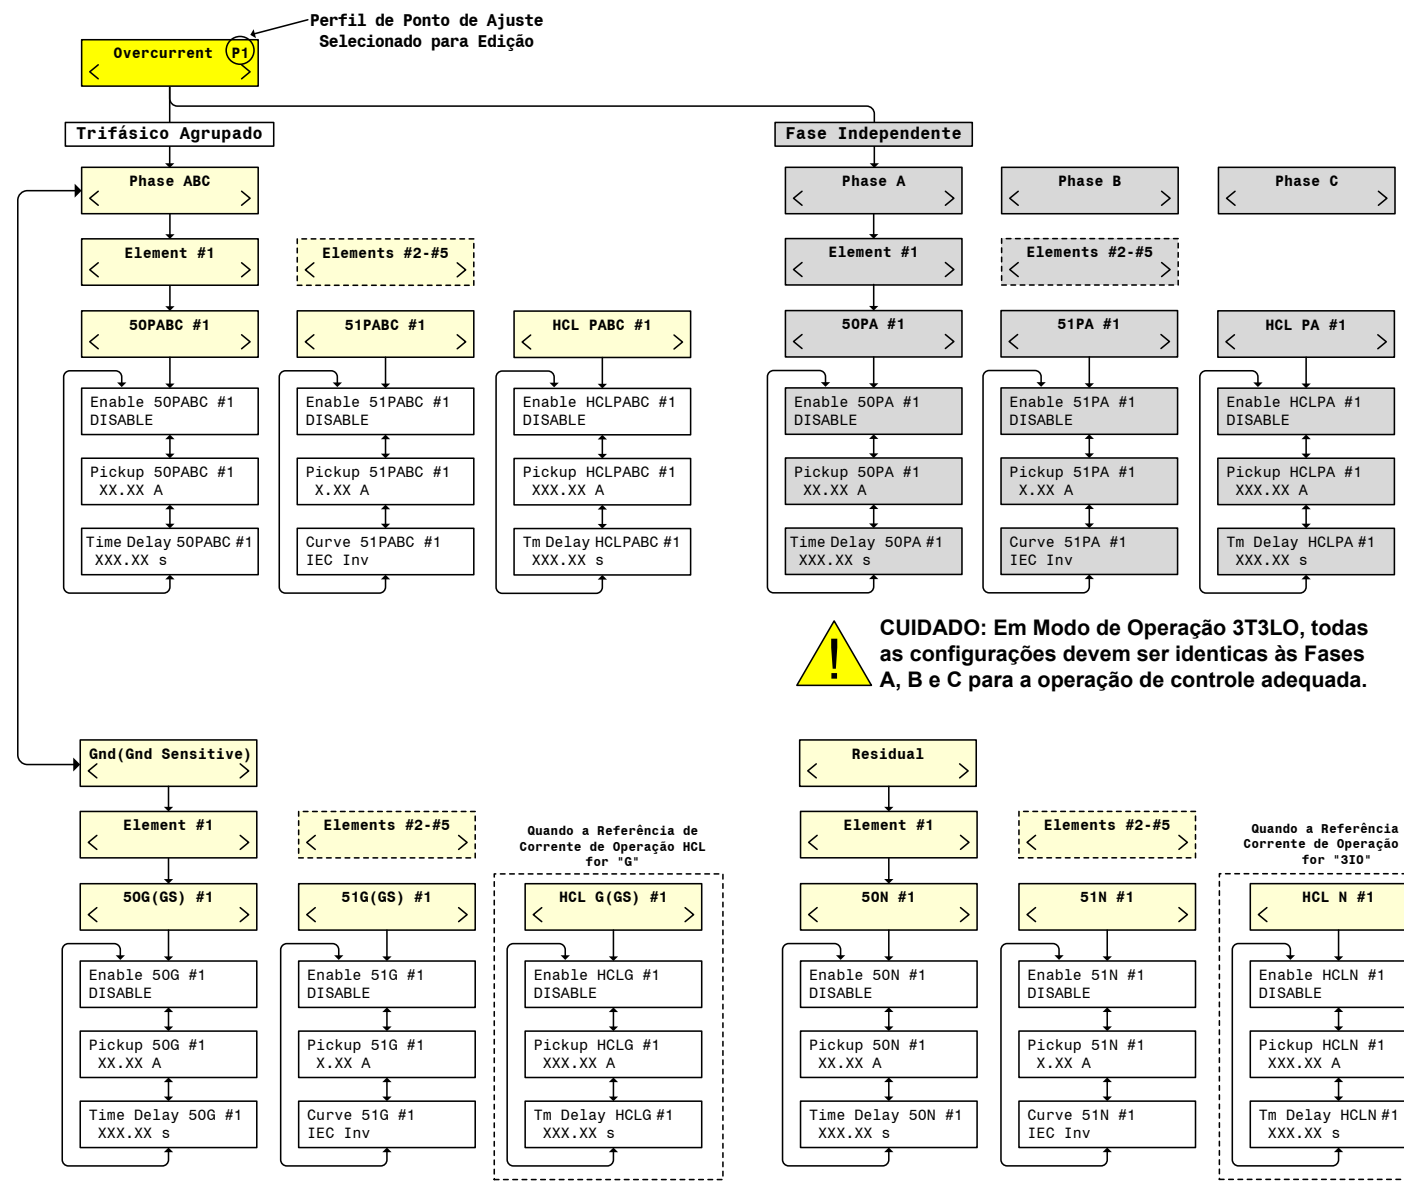 Perfil de Ponto de Ajuste
Selecionado para Edição
Overcurrent P1
< >
Trifásico Agrupado
Fase Independente
Phase ABC
< >
Phase A
< >
Phase B
< >
Phase C
< >
Element #1
< >
Elements #2-#5
< >
Element #1
< >
Elements #2-#5
< >
50PABC #1
< >
51PABC #1
< >
HCL PABC #1
< >
50PA #1
< >
51PA #1
< >
HCL PA #1
< >
Enable 50PABC #1
DISABLE
Enable 51PABC #1
DISABLE
Enable HCLPABC #1
DISABLE
Enable 50PA #1
DISABLE
Enable 51PA #1
DISABLE
Enable HCLPA #1
DISABLE
Pickup 50PABC #1
XX.XX A
Pickup 51PABC #1
X.XX A
Pickup HCLPABC #1
XXX.XX A
Pickup 50PA #1
XX.XX A
Pickup 51PA #1
X.XX A
Pickup HCLPA #1
XXX.XX A
Time Delay 50PABC #1
XXX.XX s
Curve 51PABC #1
IEC Inv
Tm Delay HCLPABC #1
XXX.XX s
Time Delay 50PA #1
XXX.XX s
Curve 51PA #1
IEC Inv
Tm Delay HCLPA #1
XXX.XX s
!
CUIDADO: Em Modo de Operação 3T3LO, todas
as configurações devem ser identicas às Fases
A, B e C para a operação de controle adequada.
Gnd(Gnd Sensitive)
< >
Residual
< >
Element #1
< >
Elements #2-#5
< >
Quando a Referência de
Corrente de Operação HCL
for "G"
Element #1
< >
Elements #2-#5
< >
Quando a Referência
Corrente de Operação
for "3IO"
50G(GS) #1
< >
51G(GS) #1
< >
HCL G(GS) #1
< >
50N #1
< >
51N #1
< >
HCL N #1
<
Enable 50G #1
DISABLE
Enable 51G #1
DISABLE
Enable HCLG #1
DISABLE
Enable 50N #1
DISABLE
Enable 51N #1
DISABLE
Enable HCLN #1
DISABLE
Pickup 50G #1
XX.XX A
Pickup 51G #1
X.XX A
Pickup HCLG #1
XXX.XX A
Pickup 50N #1
XX.XX A
Pickup 51N #1
X.XX A
Pickup HCLN #1
XXX.XX A
Time Delay 50G #1
XXX.XX s
Curve 51G #1
IEC Inv
Tm Delay HCLG #1
XXX.XX s
Time Delay 50N #1
XXX.XX s
Curve 51N #1
IEC Inv
Tm Delay HCLN #1
XXX.XX s